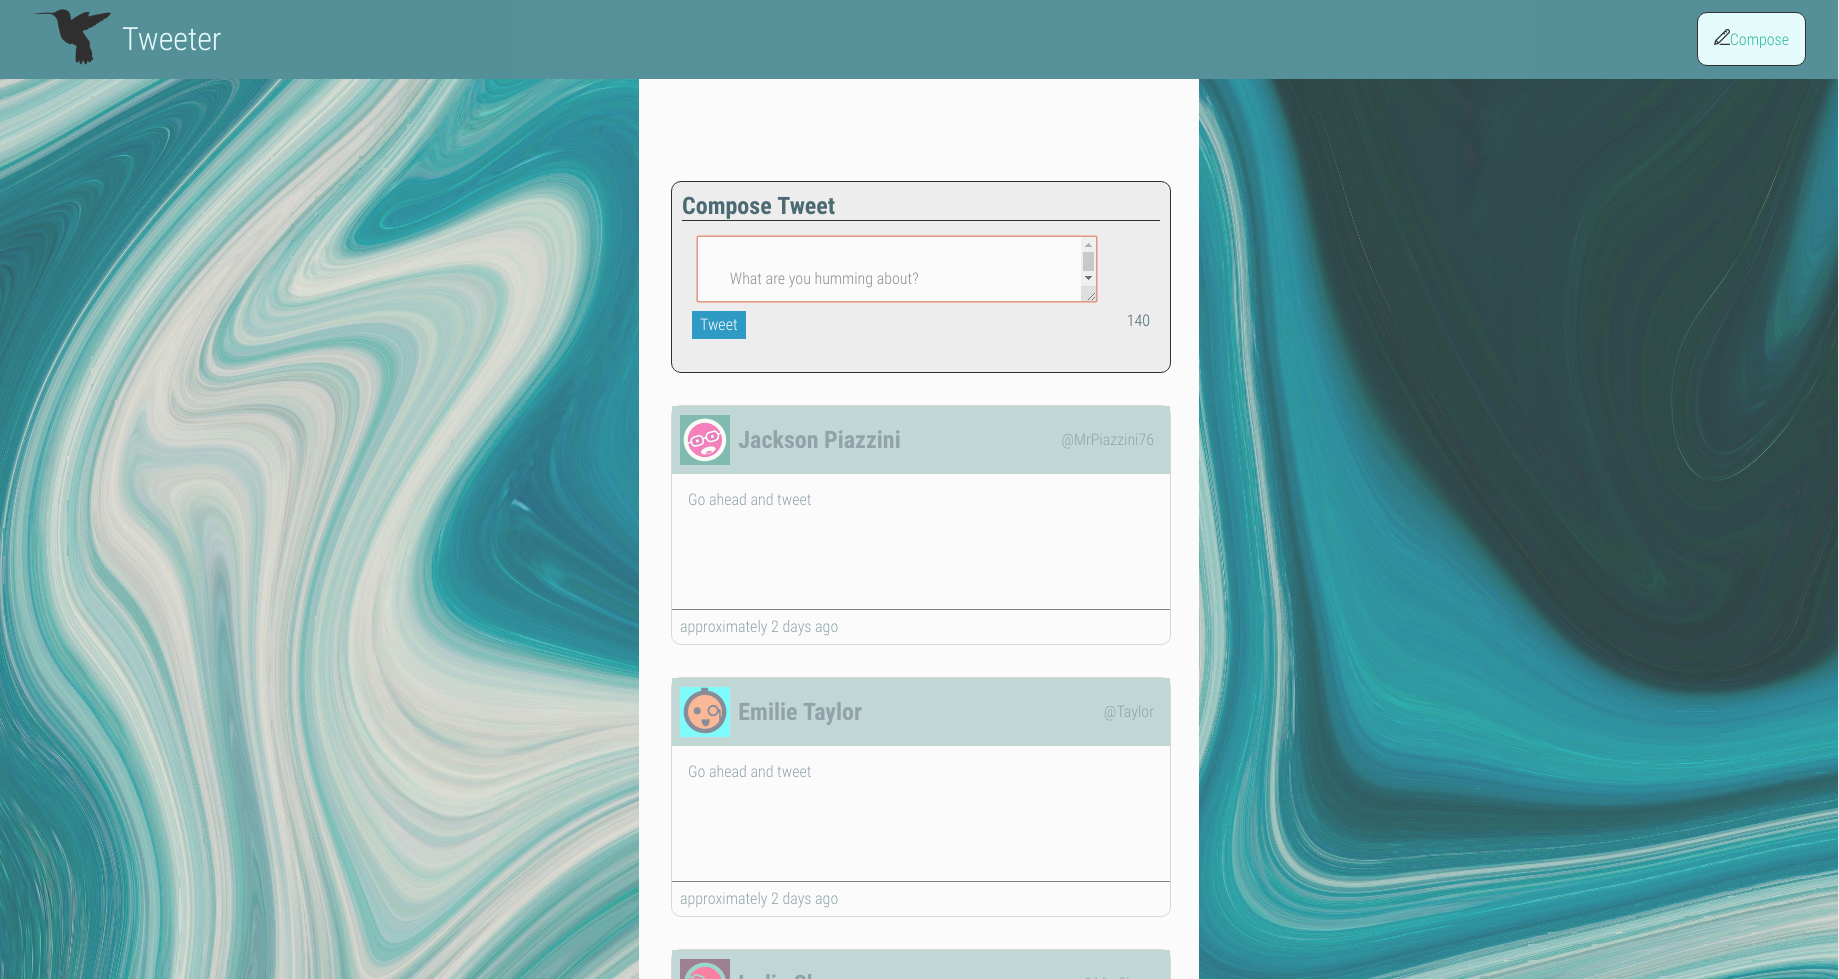 Tweeter
Compose
Compose Tweet
What are you humming about?
Tweet
140
Jackson Piazzini
@MrPiazzini76
Go ahead and tweet
approximately 2 days ago
Emilie Taylor
@Taylor
Go ahead and tweet
approximately 2 days ago